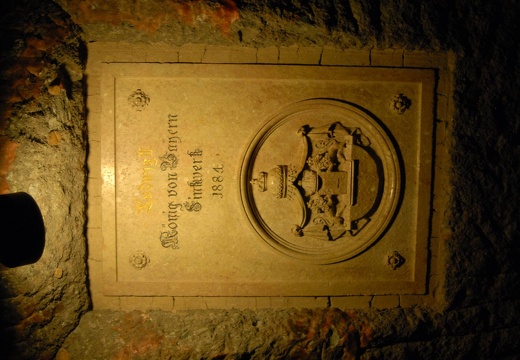 König von Bayern
Sinkwerk
1884.